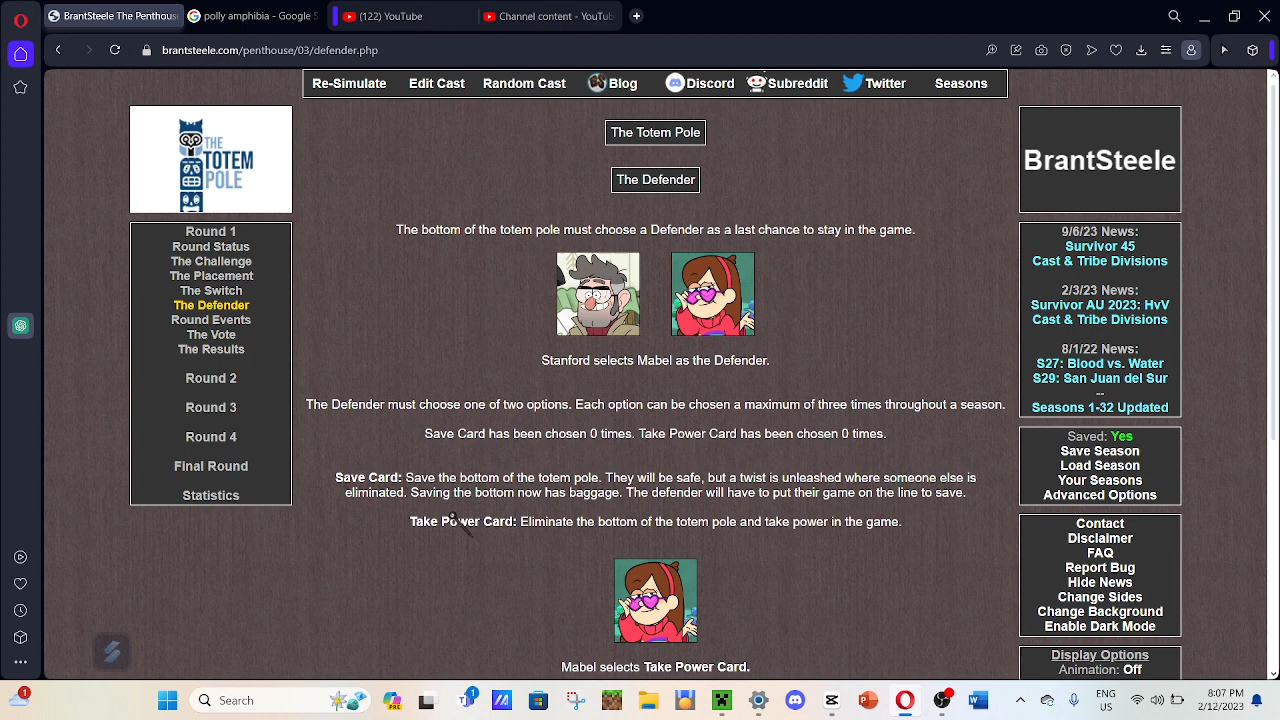 BrantSteele The Penthous
polly amphibia - Google S
(122) YouTube
Channel content - YouTub
brantsteele.com/penthouse/03/defender.php
Re-Simulate
Edit Cast
Random Cast
Blog
Discord
Subreddit
Twitter
Seasons
THE
TOTEM
POLE
Round 1
Round Status
The Challenge
The Placement
The Switch
The Defender
Round Events
The Vote
The Results
Round 2
Round 3
Round 4
Final Round
Statistics
The Totem Pole
The Defender
The bottom of the totem pole must choose a Defender as a last chance to stay in the game.
Stanford selects Mabel as the Defender.
The Defender must choose one of two options. Each option can be chosen a maximum of three times throughout a season.
Save Card has been chosen 0 times. Take Power Card has been chosen 0 times.
Save Card: Save the bottom of the totem pole. They will be safe, but a twist is unleashed where someone else is
eliminated. Saving the bottom now has baggage. The defender will have to put their game on the line to save.
Take Power Card: Eliminate the bottom of the totem pole and take power in the game.
Mabel selects Take Power Card.
BrantSteele
9/6/23 News:
Survivor 45
Cast & Tribe Divisions
2/3/23 News:
Survivor AU 2023: HvV
Cast & Tribe Divisions
8/1/22 News:
S27: Blood vs. Water
S29: San Juan del Sur
--
Seasons 1-32 Updated
Saved: Yes
Save Season
Load Season
Your Seasons
Advanced Options
Contact
Disclaimer
FAQ
Report Bug
Hide News
Change Sides
Change Background
Enable Dark Mode
Display Options
Animation: Off
1
Search
PRE
1
ENG
8:07 PM
2/12/2023